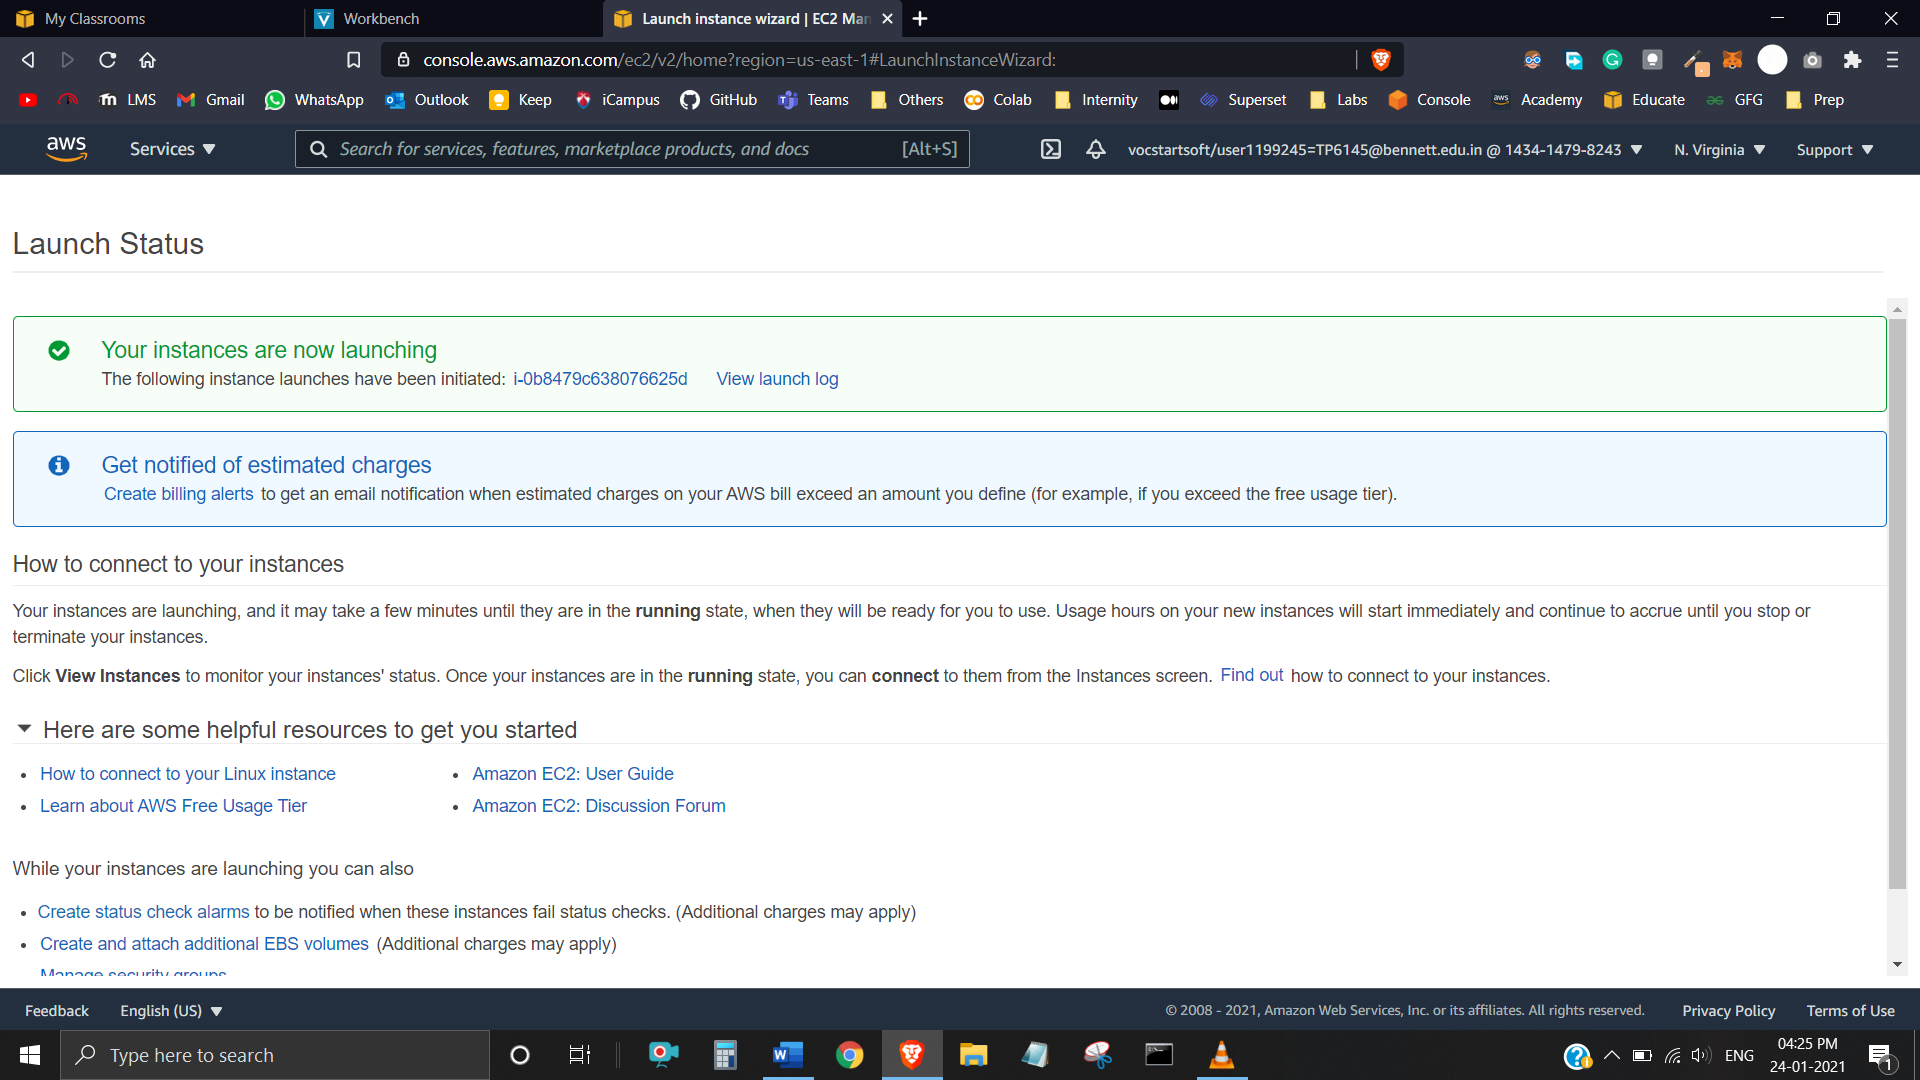 My Classrooms
Workbench
Launch instance wizard | EC2 Man
console.aws.amazon.com/ec2/v2/home?region=us-east-1#LaunchInstanceWizard:
LMS Gmail WhatsApp Outlook Keep iCampus GitHub Teams Others Colab Internity Superset Labs Console aws Academy Educate GFG Prep
aws Services Search for services, features, marketplace products, and docs [Alt+S] vocstartsoft/user1199245=TP6145@bennett.edu.in @ 1434-1479-8243 N. Virginia Support
Launch Status
Your instances are now launching
The following instance launches have been initiated: i-0b8479c638076625d View launch log
Get notified of estimated charges
Create billing alerts to get an email notification when estimated charges on your AWS bill exceed an amount you define (for example, if you exceed the free usage tier).
How to connect to your instances
Your instances are launching, and it may take a few minutes until they are in the running state, when they will be ready for you to use. Usage hours on your new instances will start immediately and continue to accrue until you stop or
terminate your instances.
Click View Instances to monitor your instances' status. Once your instances are in the running state, you can connect to them from the Instances screen. Find out how to connect to your instances.
Here are some helpful resources to get you started
• How to connect to your Linux instance
• Amazon EC2: User Guide
• Learn about AWS Free Usage Tier
• Amazon EC2: Discussion Forum
While your instances are launching you can also
• Create status check alarms to be notified when these instances fail status checks. (Additional charges may apply)
• Create and attach additional EBS volumes (Additional charges may apply)
Manage security groups
Feedback English (US) © 2008 - 2021, Amazon Web Services, Inc. or its affiliates. All rights reserved. Privacy Policy Terms of Use
Type here to search
ENG
04:25 PM
24-01-2021
1